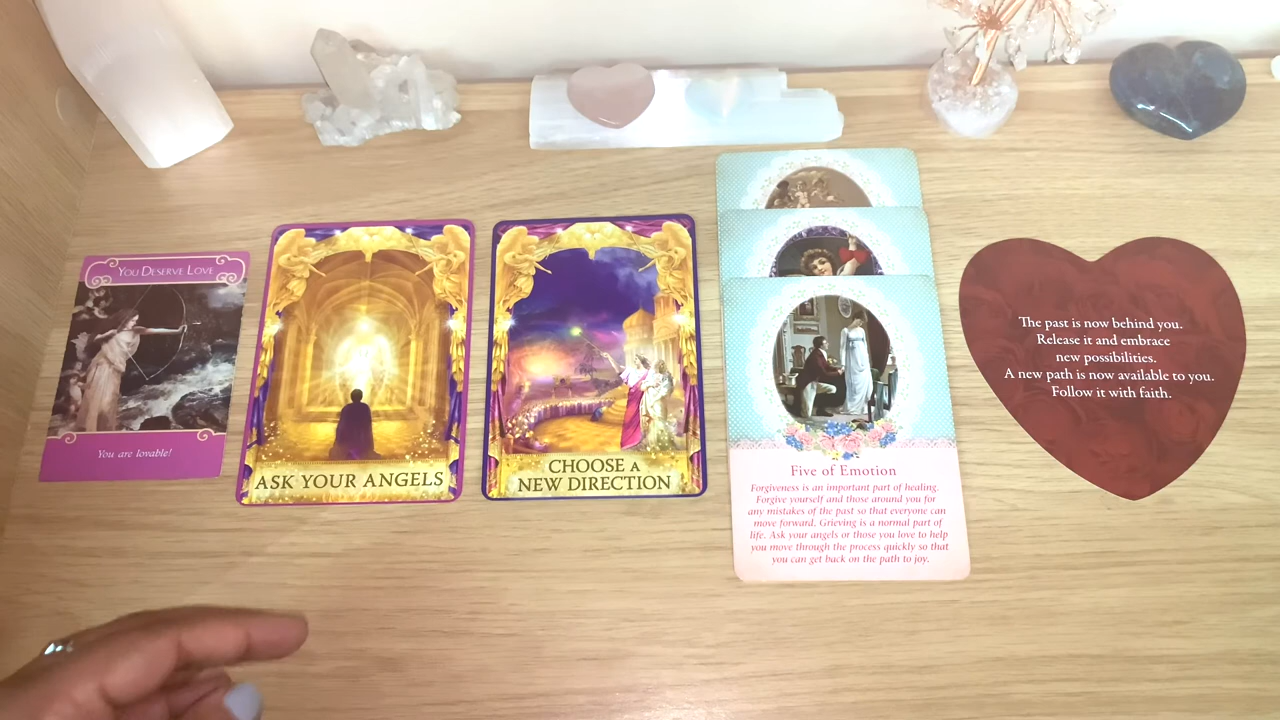 YOU DESERVE LOVE
You are lovable!
ASK YOUR ANGELS
CHOOSE A
NEW DIRECTION
Five of Emotion
Forgiveness is an important part of healing.
Forgive yourself and those around you for
any mistakes of the past so that everyone can
move forward. Grieving is a normal part of
life. Ask your angels or those you love to help
you move through the process quickly so that
you can get back on the path to joy.
The past is now behind you.
Release it and embrace
new possibilities.
A new path is now available to you.
Follow it with faith.